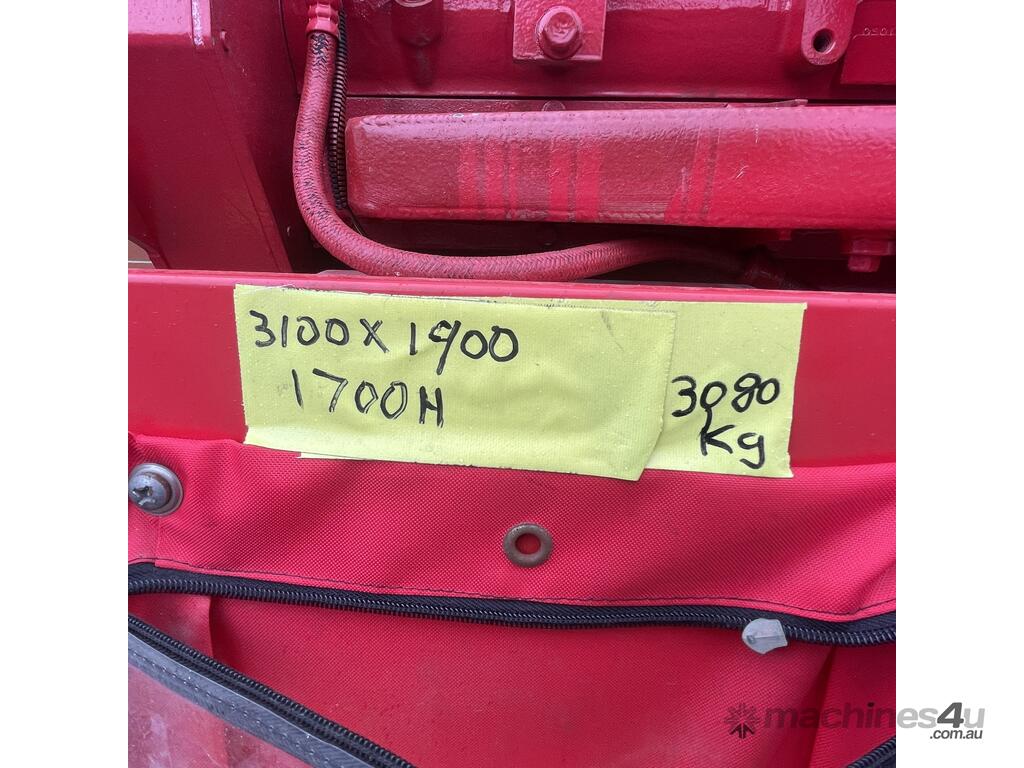 3100 X 1900
1700H
3080
Kg
machines4u
.com.au